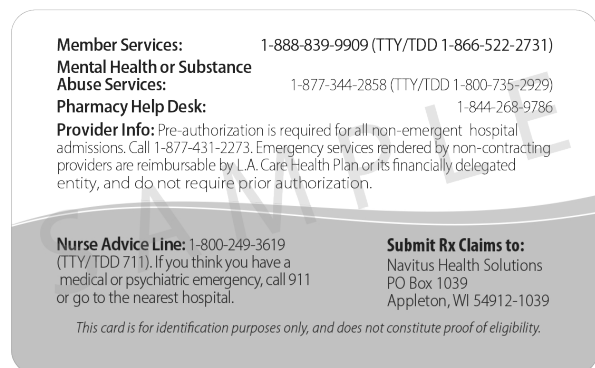 Member Services: 1-888-839-9909 (TTY/TDD 1-866-522-2731)
Mental Health or Substance
Abuse Services: 1-877-344-2858 (TTY/TDD 1-800-735-2929)
Pharmacy Help Desk: 1-844-268-9786
Provider Info: Pre-authorization is required for non-emergent hospital
admissions. Call 1-877-431-2273. Emergency services rendered by non-contracting
providers are reimbursable by L.A. Care Health Plan or its financially delegated
entity, and do not require prior authorization.
SAMPLE
Nurse Advice Line: 1-800-249-3619
(TTY/TDD 711). If you think you have a
medical or psychiatric emergency, call 911
or go to the nearest hospital.
Submit Rx Claims to:
Navitus Health Solutions
PO Box 1039
Appleton, WI 54912-1039
This card is for identification purposes only, and does not constitute proof of eligibility.